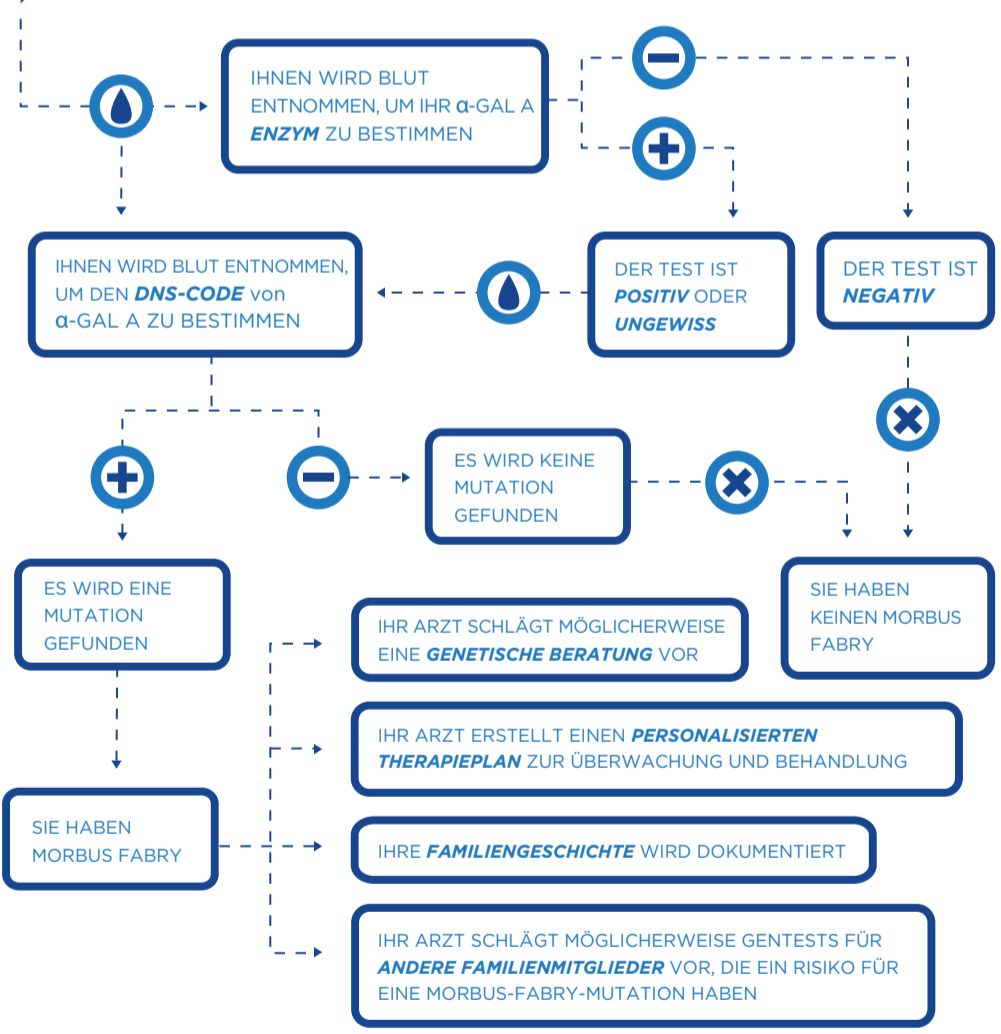 IHNEN WIRD BLUT
ENTNOMMEN, UM IHR α-GAL A
ENZYM ZU BESTIMMEN
IHNEN WIRD BLUT ENTNOMMEN,
UM DEN DNS-CODE von
α-GAL A ZU BESTIMMEN
DER TEST IST
POSITIV ODER
UNGEWISS
DER TEST IST
NEGATIV
ES WIRD KEINE
MUTATION
GEFUNDEN
ES WIRD EINE
MUTATION
GEFUNDEN
SIE HABEN
KEINEN MORBUS
FABRY
IHR ARZT SCHLÄGT MÖGLICHERWEISE
EINE GENETISCHE BERATUNG VOR
IHR ARZT ERSTELLT EINEN PERSONALISIERTEN
THERAPIEPLAN ZUR ÜBERWACHUNG UND BEHANDLUNG
SIE HABEN
MORBUS FABRY
IHRE FAMILIENGESCHICHTE WIRD DOKUMENTIERT
IHR ARZT SCHLÄGT MÖGLICHERWEISE GENTESTS FÜR
ANDERE FAMILIENMITGLIEDER VOR, DIE EIN RISIKO FÜR
EINE MORBUS-FABRY-MUTATION HABEN